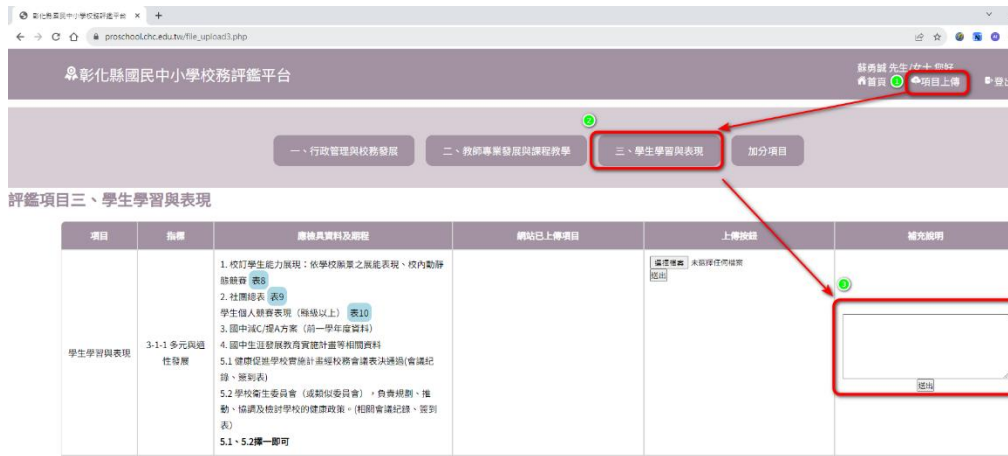 彰化縣國民中小學校務評鑑平台
proschool.chc.edu.tw/file_upload3.php
彰化縣國民中小學校務評鑑平台
蘇勇誠 先生/女士 您好
首頁 1 項目上傳 登出
2
一、行政管理與校務發展 二、教師專業發展與課程教學 三、學生學習與表現 加分項目
評鑑項目三、學生學習與表現
項目 指標 應檢具資料及期程 網站已上傳項目 上傳按鈕 補充說明
1. 校訂學生能力展現：依學校願景之展能表現、校內動靜
態競賽 表8
2. 社團總表 表9
學生個人競賽表現（縣級以上） 表10
3. 國中減C/提A方案（前一學年度資料）
4. 國中生涯發展教育實施計畫等相關資料
5.1 健康促進學校實施計畫經校務會議表決通過(會議紀
錄、簽到表)
5.2 學校衛生委員會（或類似委員會），負責規劃、推
動、協調及檢討學校的健康政策。(相關會議紀錄、簽到
表)
5.1、5.2擇一即可
學生學習與表現
3-1-1 多元與適
性發展
選擇檔案 未選擇任何檔案
送出
3
送出